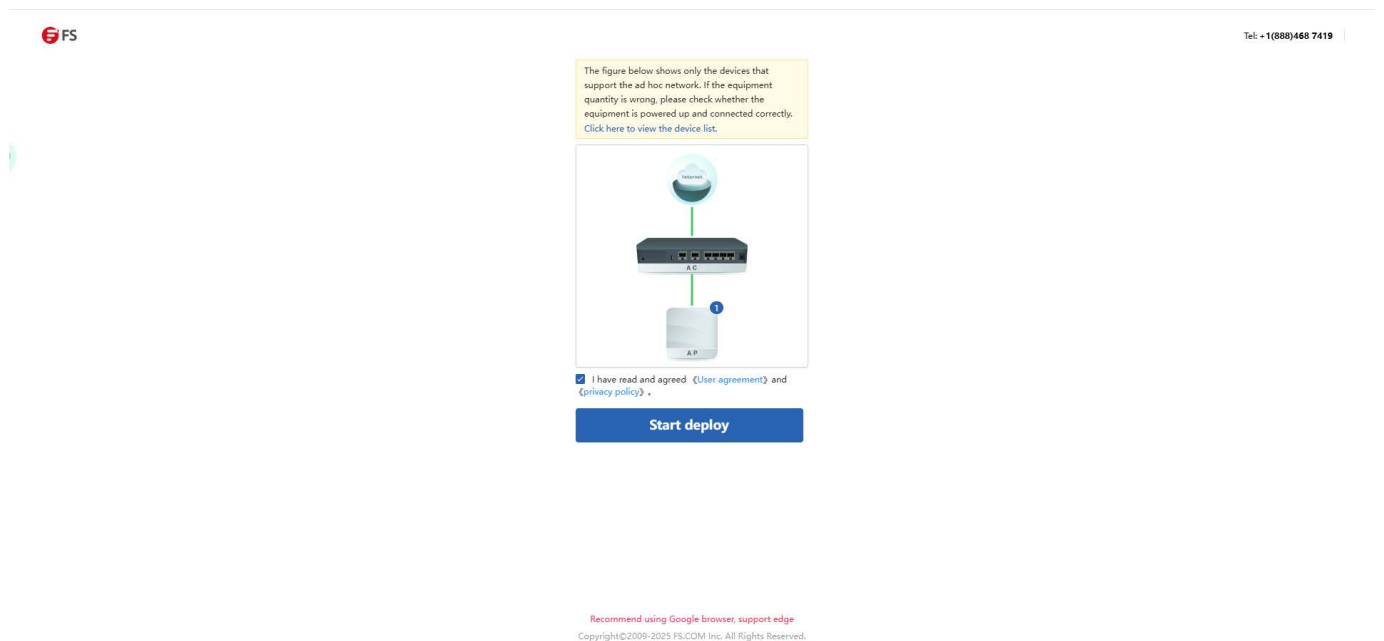 FS
Tel: +1(888)468 7419
The figure below shows only the devices that
support the ad hoc network. If the equipment
quantity is wrong, please check whether the
equipment is powered up and connected correctly.
Click here to view the device list.
AC
1
AP
I have read and agreed 《User agreement》 and
《privacy policy》 。
Start deploy
Recommend using Google browser, support edge
Copyright©2009-2025 FS.COM Inc. All Rights Reserved.